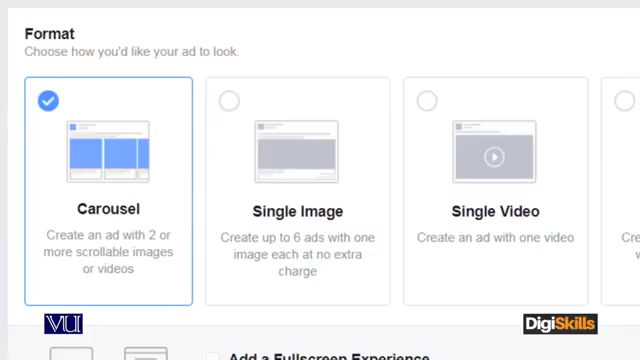 Format
Choose how you'd like your ad to look.
Carousel
Create an ad with 2 or
more scrollable images
or videos
Single Image
Create up to 6 ads with one
image each at no extra
charge
Single Video
Create an ad with one video
VU
DigiSkills
Add a Fullscreen Experience